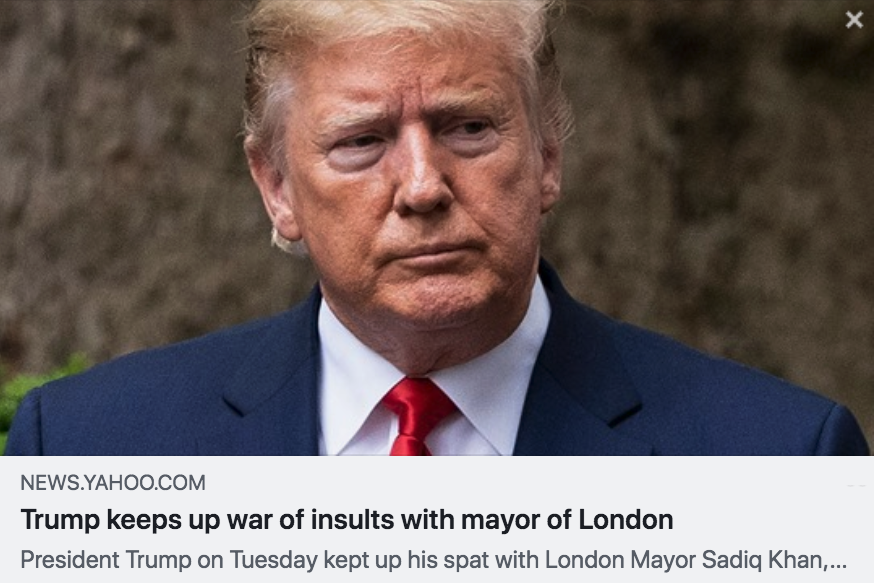 NEWS.YAHOO.COM
Trump keeps up war of insults with mayor of London
President Trump on Tuesday kept up his spat with London Mayor Sadiq Khan,...